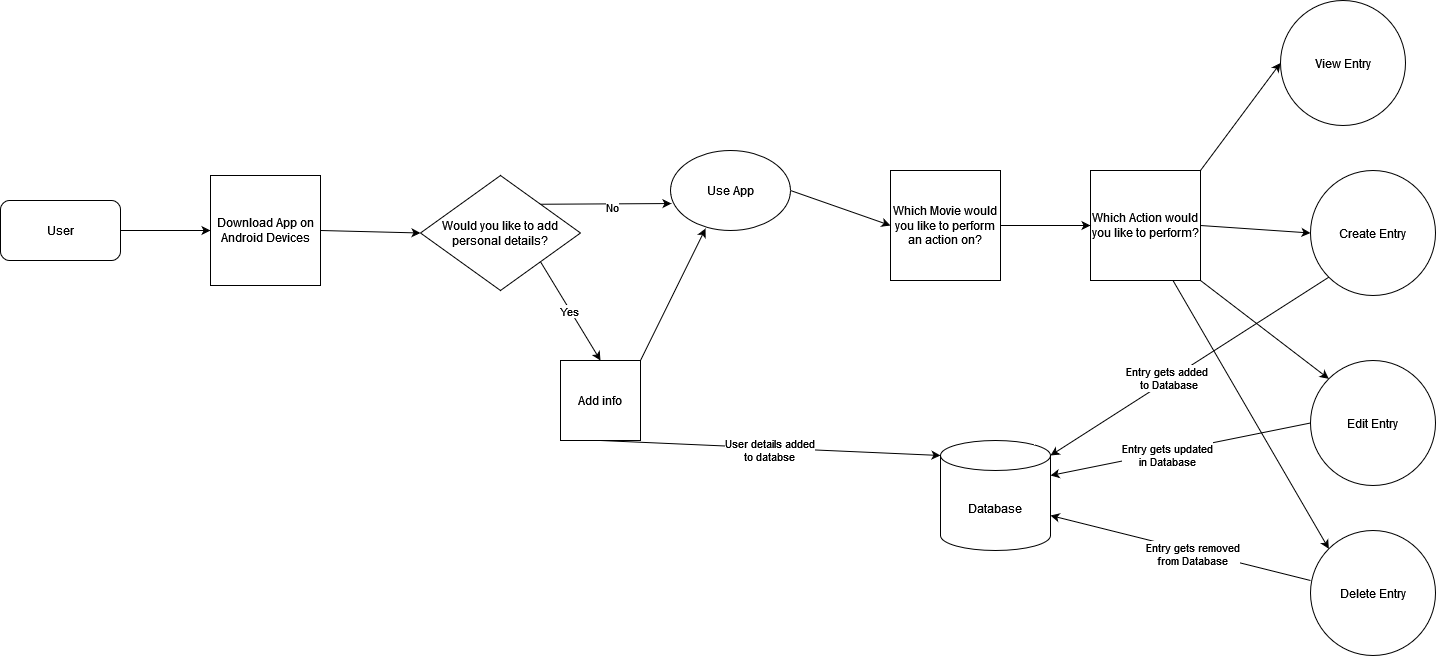 User
Download App on
Android Devices
Would you like to add
personal details?
No
Yes
Add info
Use App
Which Movie would
you like to perform
an action on?
Which Action would
you like to perform?
View Entry
Create Entry
Edit Entry
Delete Entry
Entry gets added
to Database
Entry gets updated
in Database
Entry gets removed
from Database
User details added
to databse
Database